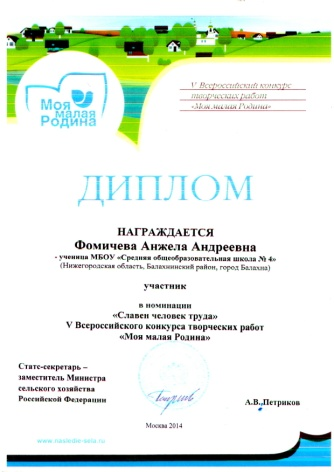 Моя
малая
Родина
V Всероссийский конкурс
творческих работ
«Моя малая Родина»
ДИПЛОМ
НАГРАЖДАЕТСЯ
Фомичева Анжела Андреевна
- ученица МБОУ «Средняя общеобразовательная школа № 4»
(Нижегородская область, Балахнинский район, город Балахна)
участник
в номинации
«Славен человек труда»
V Всероссийского конкурса творческих работ
«Моя малая Родина»
Статс-секретарь –
заместитель Министра
сельского хозяйства
Российской Федерации
А.В.Петриков
Москва 2014
www.nasledie-sela.ru